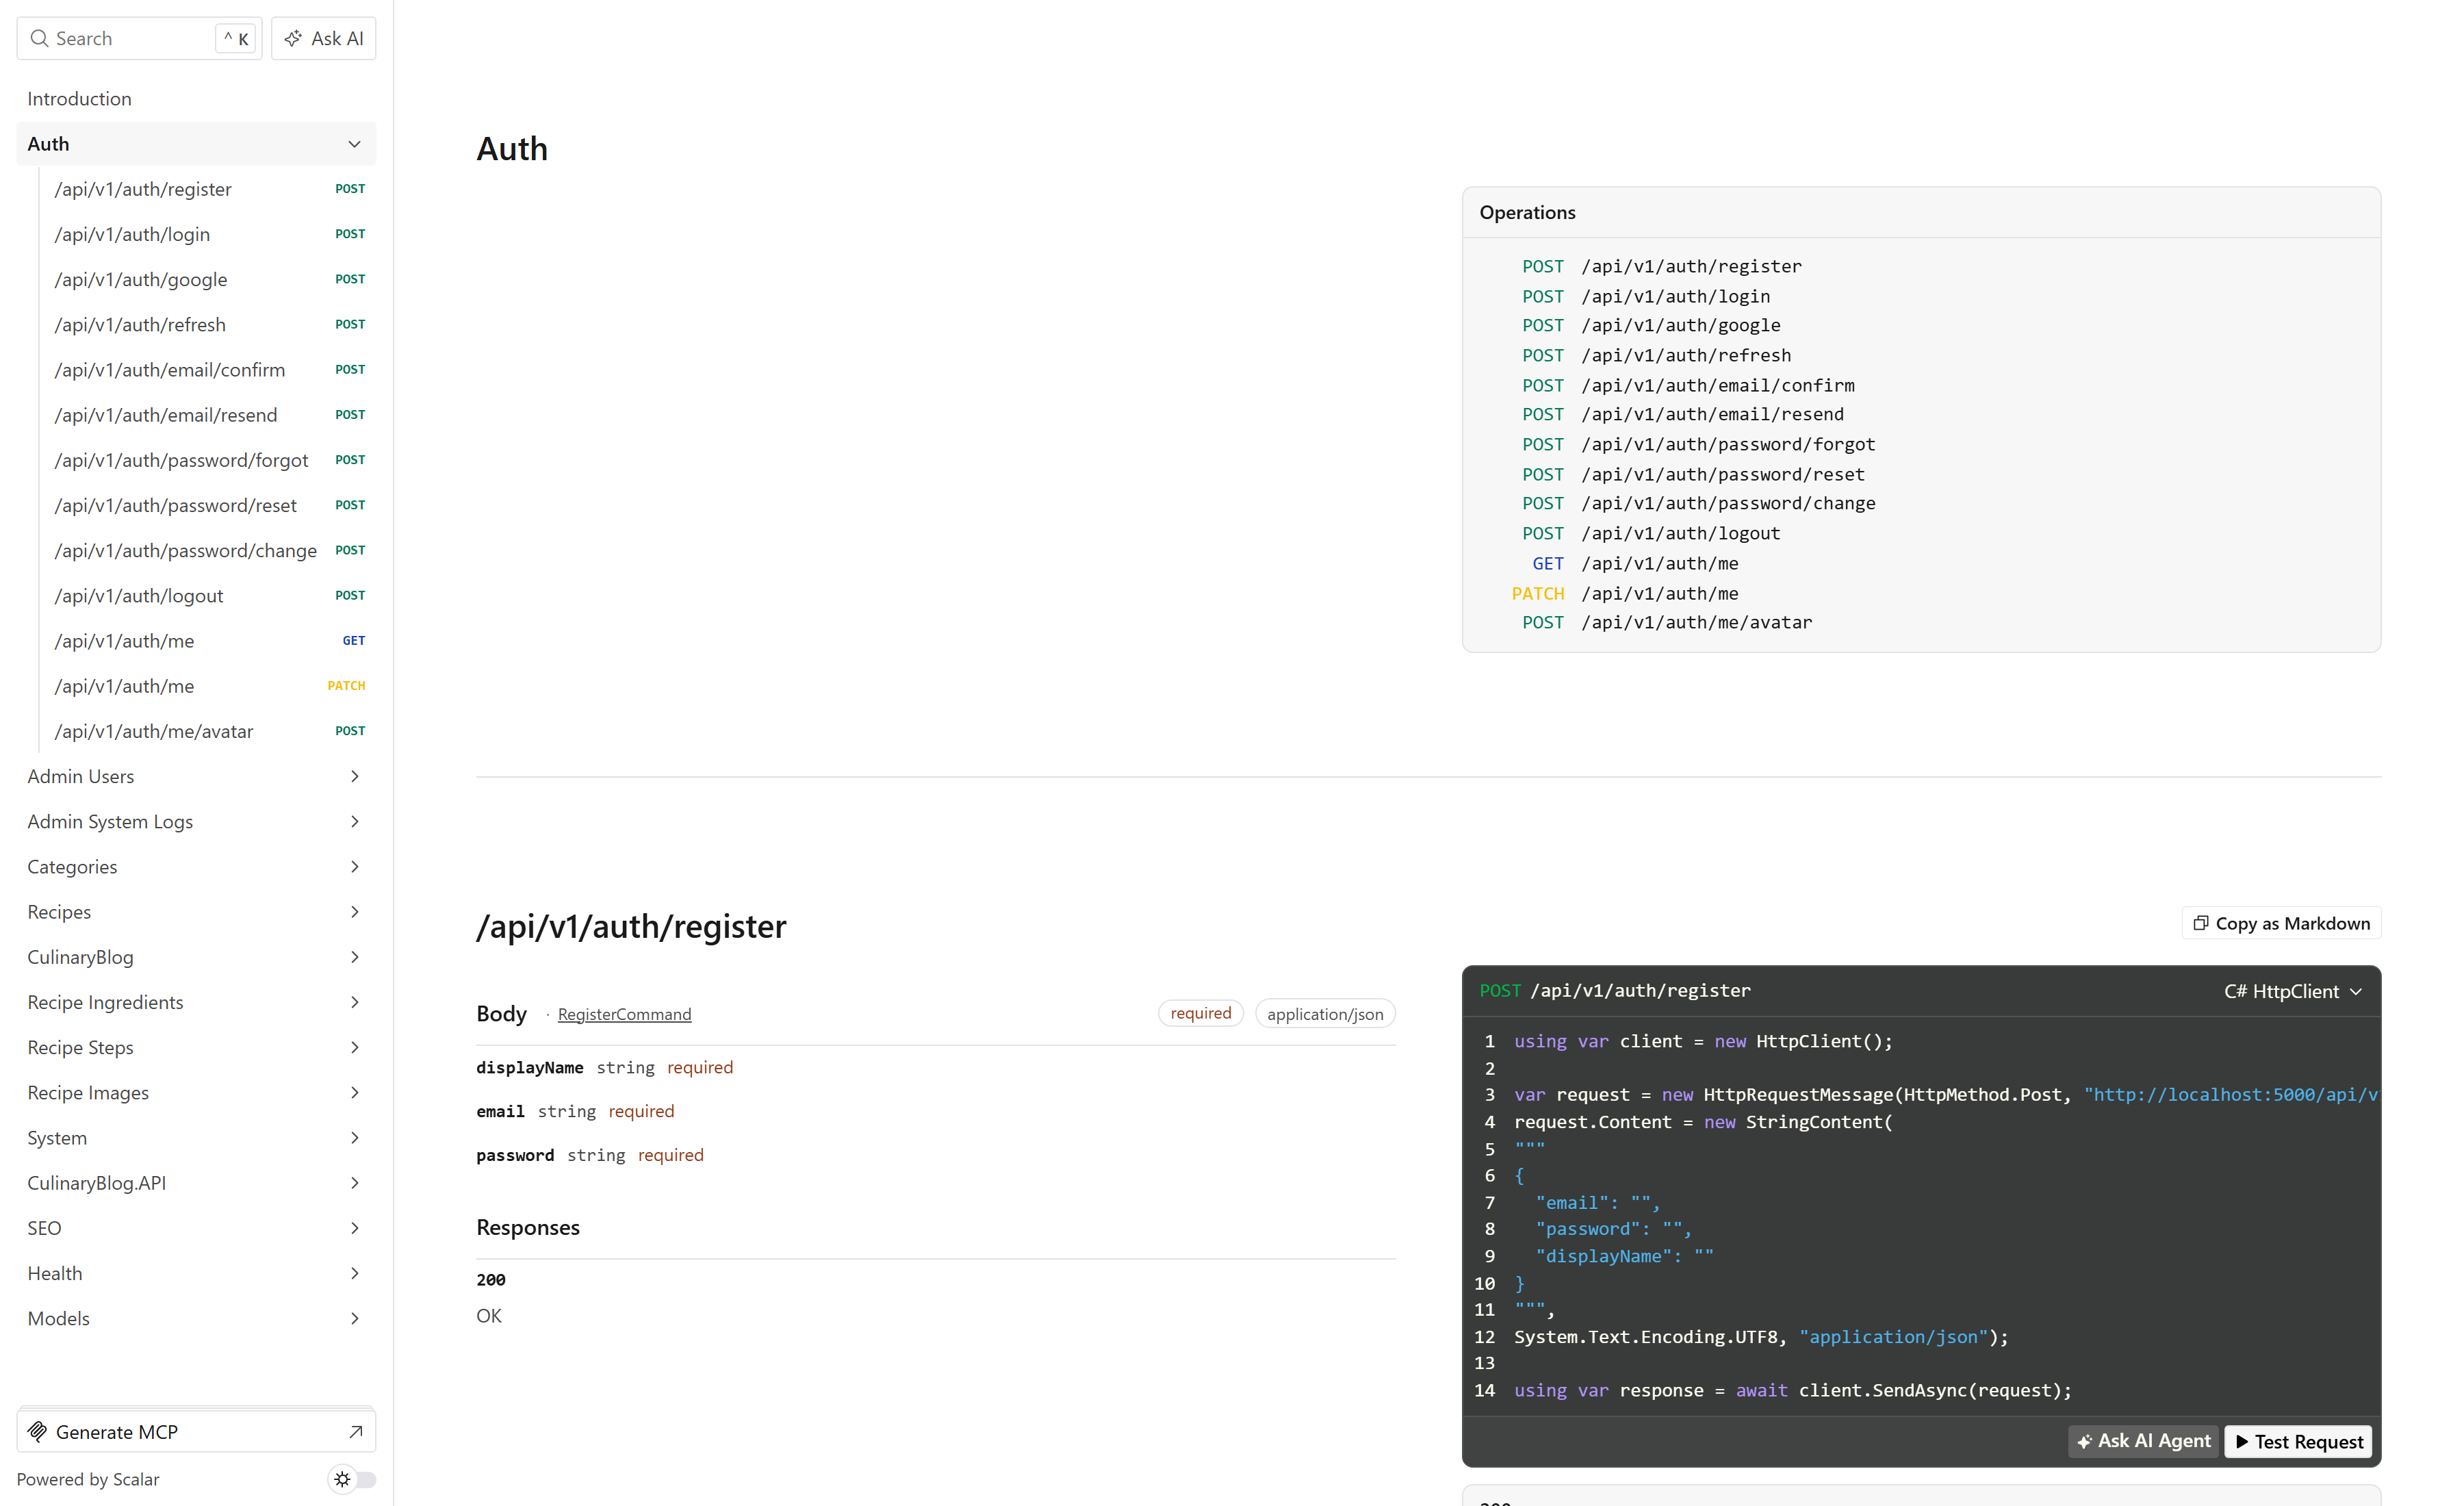 Search
^ K
Ask AI
Introduction
Auth
/api/v1/auth/register POST
/api/v1/auth/login POST
/api/v1/auth/google POST
/api/v1/auth/refresh POST
/api/v1/auth/email/confirm POST
/api/v1/auth/email/resend POST
/api/v1/auth/password/forgot POST
/api/v1/auth/password/reset POST
/api/v1/auth/password/change POST
/api/v1/auth/logout POST
/api/v1/auth/me GET
/api/v1/auth/me PATCH
/api/v1/auth/me/avatar POST
Admin Users
Admin System Logs
Categories
Recipes
CulinaryBlog
Recipe Ingredients
Recipe Steps
Recipe Images
System
CulinaryBlog.API
SEO
Health
Models
Generate MCP
Powered by Scalar
Auth
Operations
POST /api/v1/auth/register
POST /api/v1/auth/login
POST /api/v1/auth/google
POST /api/v1/auth/refresh
POST /api/v1/auth/email/confirm
POST /api/v1/auth/email/resend
POST /api/v1/auth/password/forgot
POST /api/v1/auth/password/reset
POST /api/v1/auth/password/change
POST /api/v1/auth/logout
GET /api/v1/auth/me
PATCH /api/v1/auth/me
POST /api/v1/auth/me/avatar
/api/v1/auth/register
Copy as Markdown
Body · RegisterCommand required application/json
displayName string required
email string required
password string required
Responses
200
OK
POST /api/v1/auth/register C# HttpClient
1 using var client = new HttpClient();
2
3 var request = new HttpRequestMessage(HttpMethod.Post, "http://localhost:5000/api/v
4 request.Content = new StringContent(
5 """
6 {
7 "email": "",
8 "password": "",
9 "displayName": ""
10 }
11 """,
12 System.Text.Encoding.UTF8, "application/json");
13
14 using var response = await client.SendAsync(request);
Ask AI Agent
Test Request